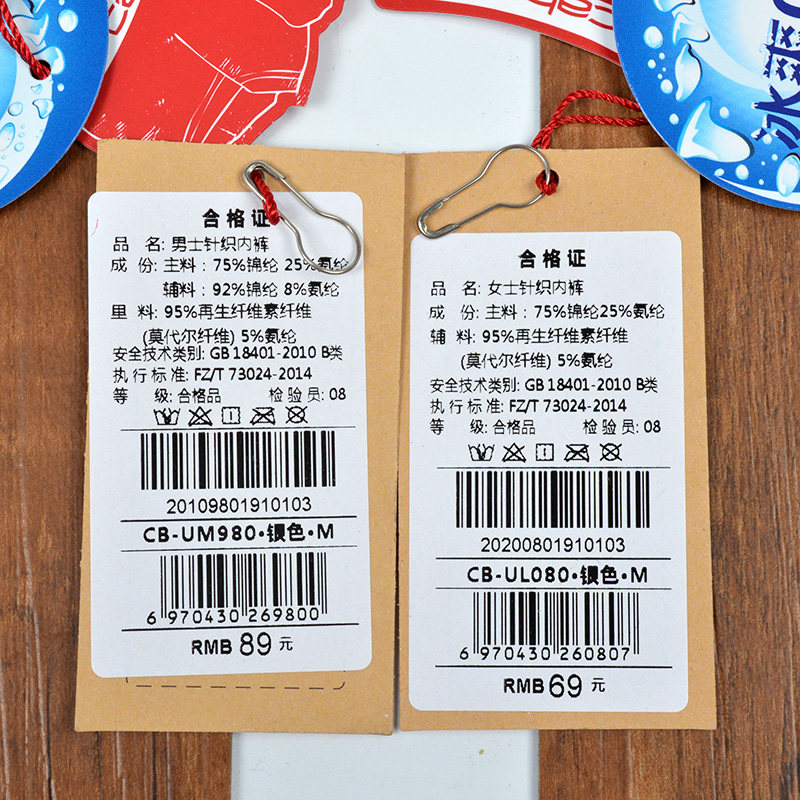 冰爽
合格证
品 名: 男士针织内裤
成 份: 主料: 75%锦纶 25%氨纶
辅料: 92%锦纶 8%氨纶
里 料: 95%再生纤维素纤维
(莫代尔纤维) 5%氨纶
安全技术类别: GB 18401-2010 B类
执 行 标 准: FZ/T 73024-2014
等 级: 合格品 检 验 员: 08
20109801910103
CB-UM980·银色·M
6 970430 269800
RMB 89 元
合格证
品 名: 女士针织内裤
成 份: 主料: 75%锦纶25%氨纶
辅 料: 95%再生纤维素纤维
(莫代尔纤维) 5%氨纶
安全技术类别: GB 18401-2010 B类
执 行 标 准: FZ/T 73024-2014
等 级: 合格品 检 验 员: 08
20200801910103
CB-UL080·银色·M
6 970430 260807
RMB 69 元